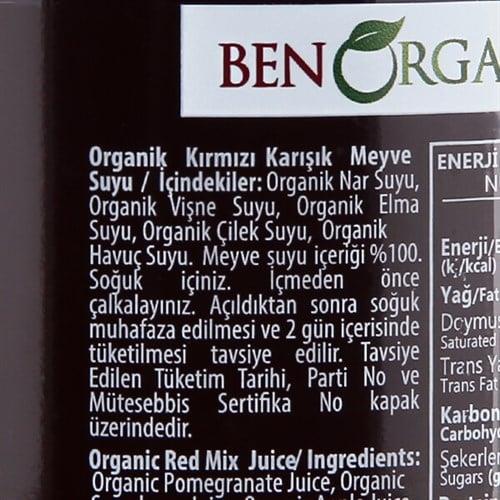 BENORGA
Organik Kırmızı Karışık Meyve
Suyu / İçindekiler: Organik Nar Suyu,
Organik Vişne Suyu, Organik Elma
Suyu, Organik Çilek Suyu, Organik
Havuç Suyu. Meyve suyu içeriği %100.
Soğuk içiniz. İçmeden önce
çalkalayınız. Açıldıktan sonra soğuk
muhafaza edilmesi ve 2 gün içerisinde
tüketilmesi tavsiye edilir. Tavsiye
Edilen Tüketim Tarihi, Parti No ve
Mütesebbis Sertifika No kapak
üzerindedir.
Organic Red Mix Juice/ Ingredients:
Organic Pomegranate Juice, Organic
ENERJİ
N
Enerji/E
(kj/kcal)
Yağ/Fat
Doymuş
Saturated
Trans Ya
Trans Fat
Karbon
Carbohy
Şekerler
Sugars (g